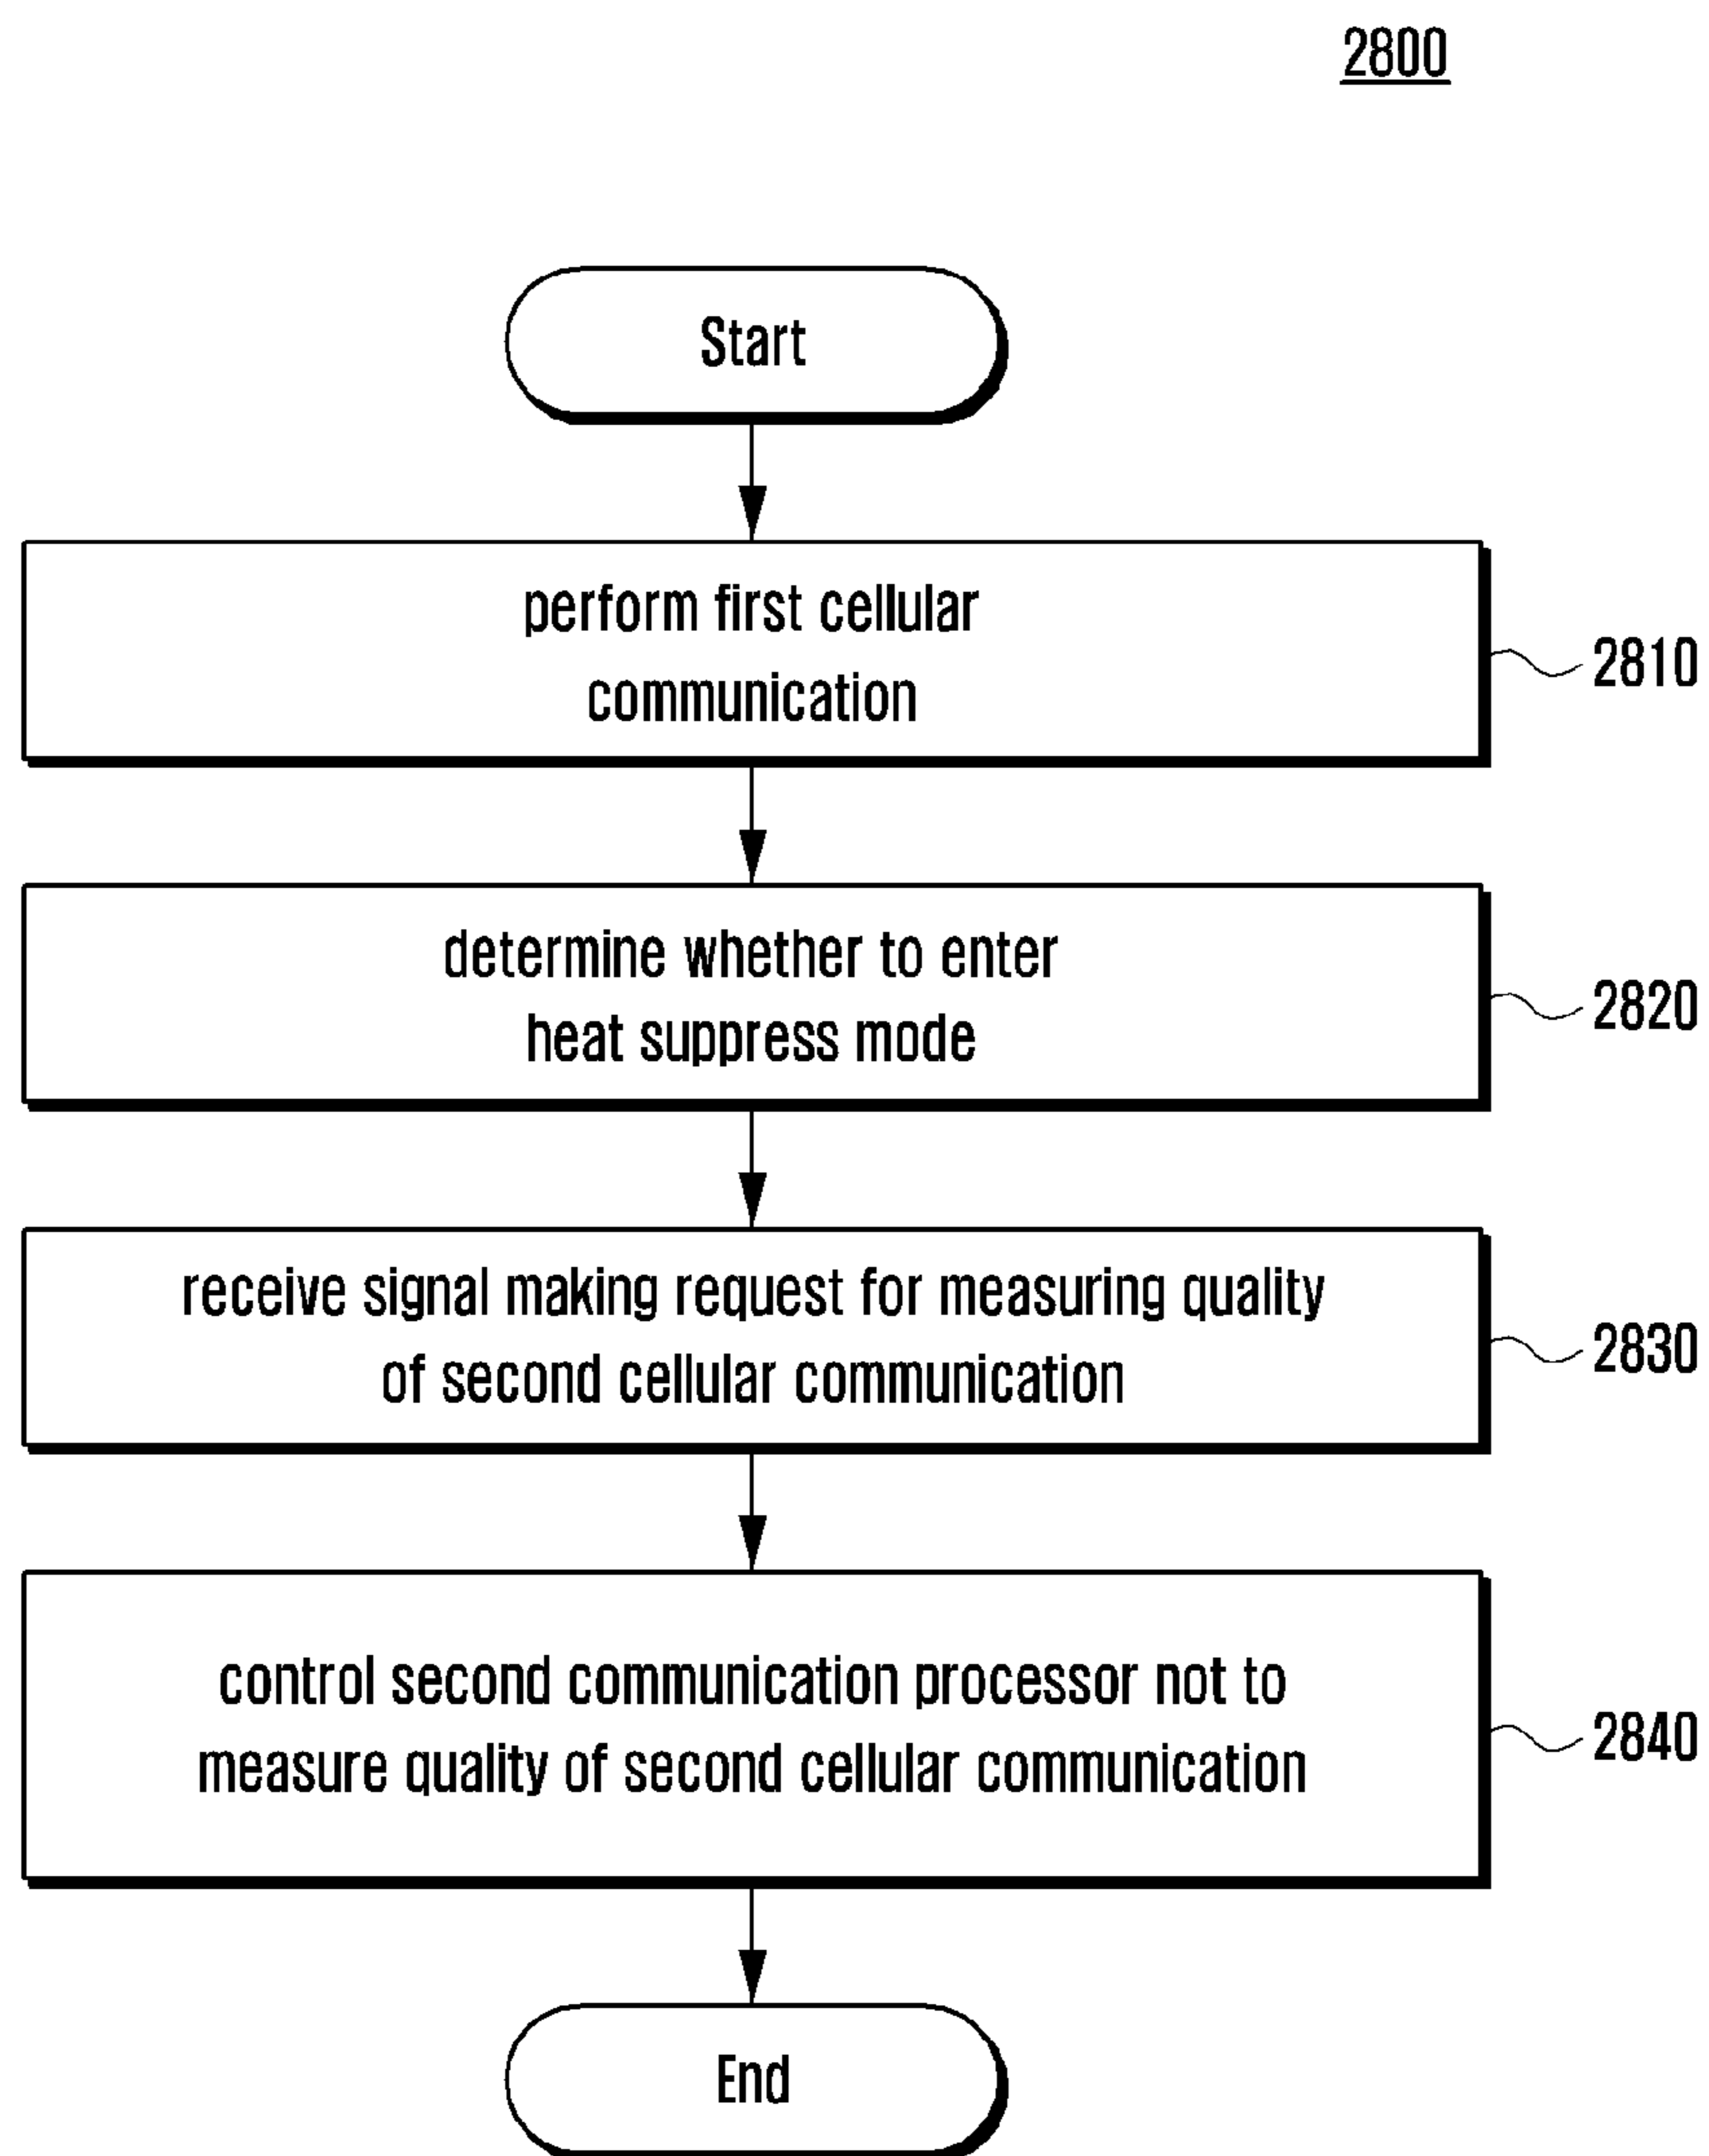 2800
Start
perform first cellular
communication
2810
determine whether to enter
heat suppress mode
2820
receive signal making request for measuring quality
of second cellular communication
2830
control second communication processor not to
measure quality of second cellular communication
2840
End